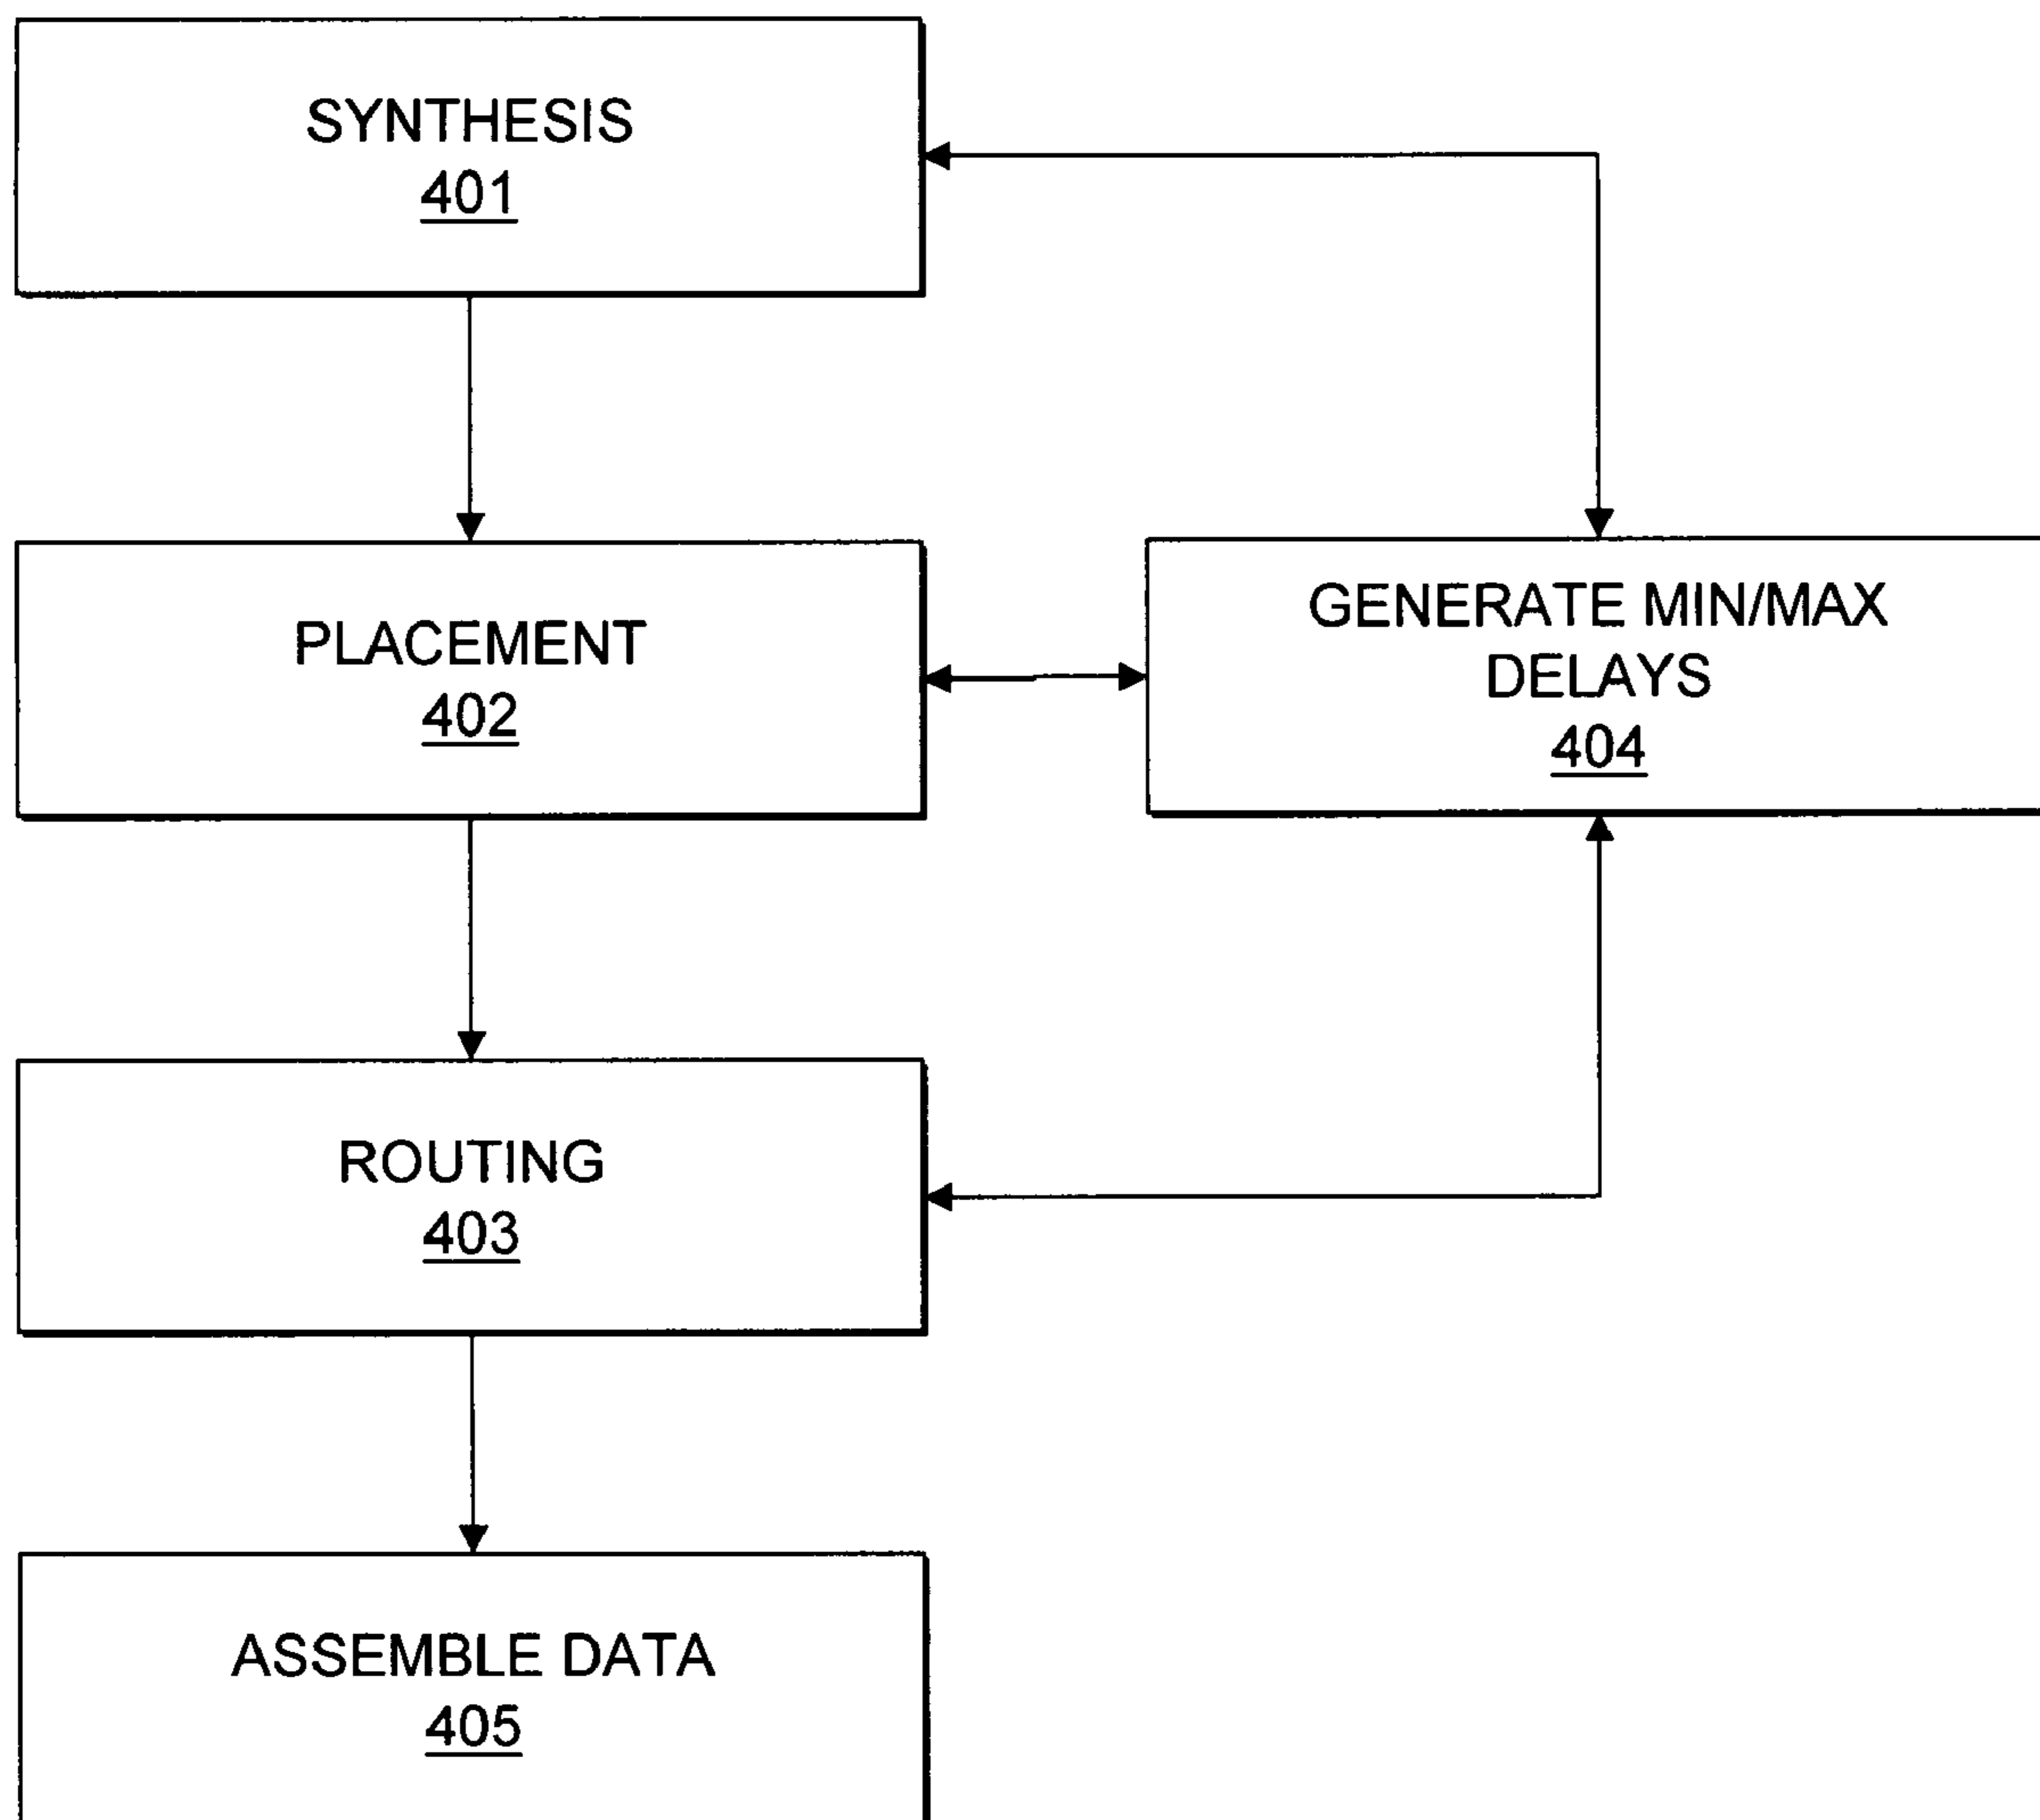 SYNTHESIS
401
PLACEMENT
402
GENERATE MIN/MAX
DELAYS
404
ROUTING
403
ASSEMBLE DATA
405